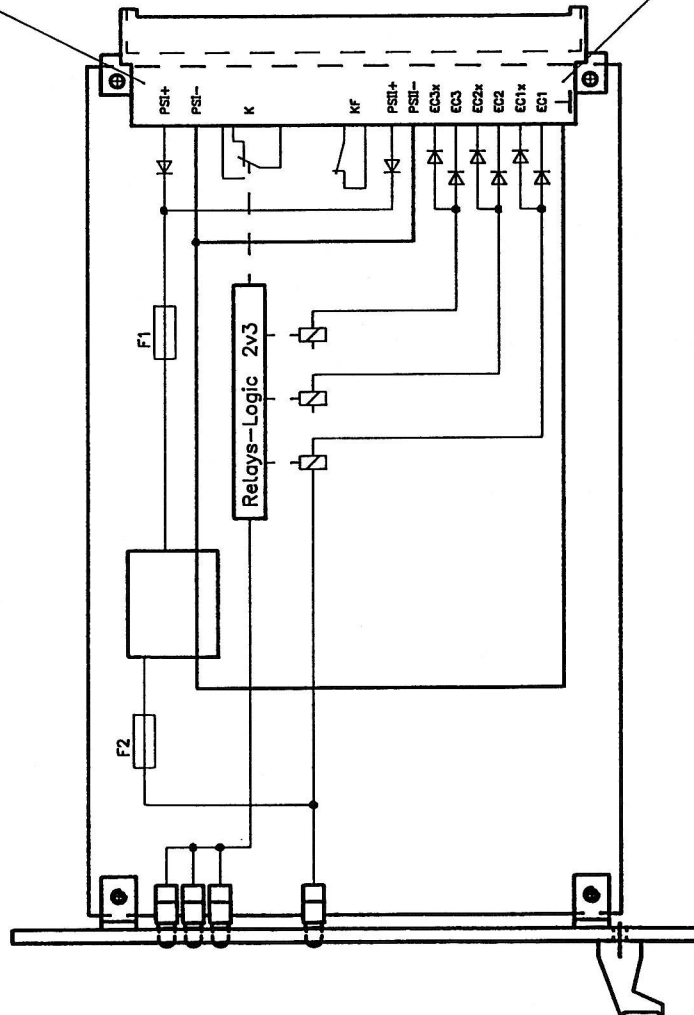 PSI+
PSI-
K
KF
PSII+
PSII-
EC3x
EC3
EC2x
EC2
EC1x
EC1
F1
Relays-Logic 2v3
F2